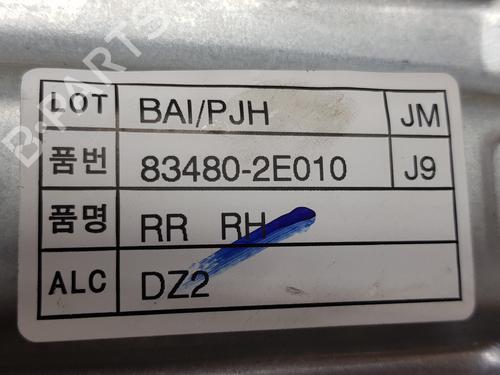 LOT BAI/PJH JM
품번 83480-2E010 J9
품명 RR RH
ALC DZ2
B-PARTS